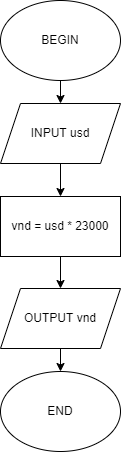 BEGIN
INPUT usd
vnd = usd * 23000
OUTPUT vnd
END